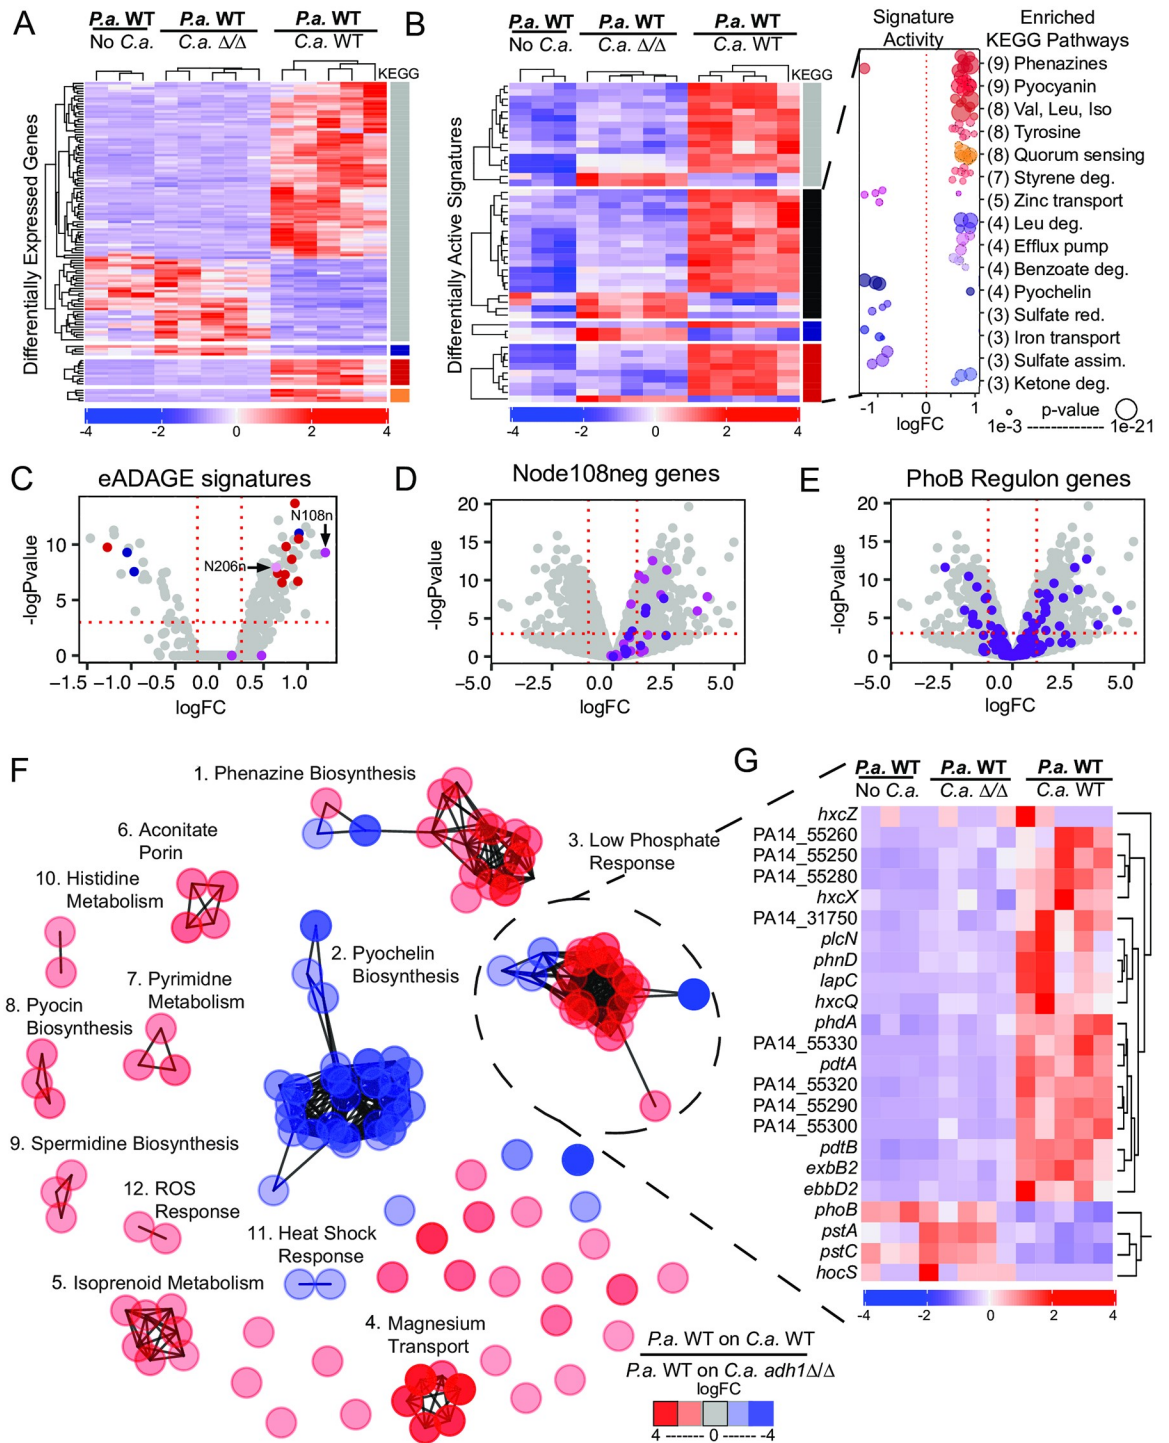 A
P.a. WT P.a. WT P.a. WT
No C.a. C.a. Δ/Δ C.a. WT
KEGG
Differentially Expressed Genes
-4 -2 0 2 4
B
P.a. WT P.a. WT P.a. WT
No C.a. C.a. Δ/Δ C.a. WT
KEGG
Differentially Active Signatures
-4 -2 0 2 4
Signature Activity
Enriched KEGG Pathways
(9) Phenazines
(9) Pyocyanin
(8) Val, Leu, Iso
(8) Tyrosine
(8) Quorum sensing
(7) Styrene deg.
(5) Zinc transport
(4) Leu deg.
(4) Efflux pump
(4) Benzoate deg.
(4) Pyochelin
(3) Sulfate red.
(3) Iron transport
(3) Sulfate assim.
(3) Ketone deg.
-1 0 1
logFC
p-value
1e-3 ------------- 1e-21
C
eADAGE signatures
N108n
N206n
-logPvalue
10
5
0
−1.5 −1.0 −0.5 0.0 0.5 1.0
logFC
D
Node108neg genes
-logPvalue
20
15
10
5
0
−5.0 −2.5 0.0 2.5 5.0
logFC
E
PhoB Regulon genes
-logPvalue
20
15
10
5
0
−5.0 −2.5 0.0 2.5 5.0
logFC
F
1. Phenazine Biosynthesis
6. Aconitate
Porin
3. Low Phosphate
Response
10. Histidine
Metabolism
2. Pyochelin
Biosynthesis
7. Pyrimidne
Metabolism
8. Pyocin
Biosynthesis
9. Spermidine Biosynthesis
12. ROS
Response
11. Heat Shock
Response
5. Isoprenoid Metabolism
4. Magnesium
Transport
P.a. WT on C.a. WT
P.a. WT on C.a. adh1Δ/Δ
logFC
4 ------- 0 ------- -4
G
P.a. WT P.a. WT P.a. WT
No C.a. C.a. Δ/Δ C.a. WT
hxcZ
PA14_55260
PA14_55250
PA14_55280
hxcX
PA14_31750
plcN
phnD
lapC
hxcQ
phdA
PA14_55330
pdtA
PA14_55320
PA14_55290
PA14_55300
pdtB
exbB2
ebbD2
phoB
pstA
pstC
hocS
-4 -2 0 2 4